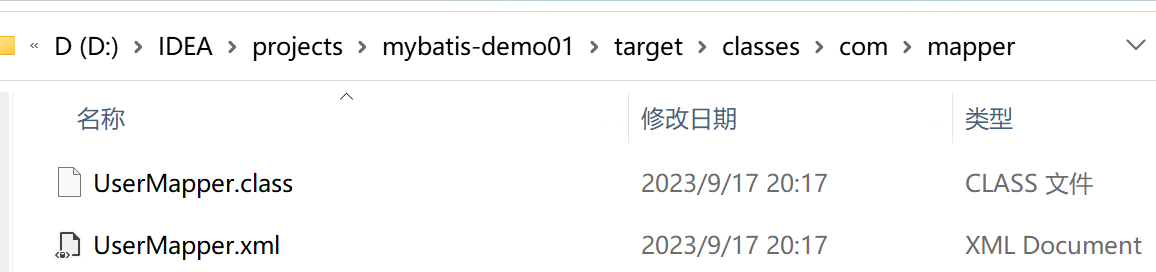 « D (D:) > IDEA > projects > mybatis-demo01 > target > classes > com > mapper
名称 修改日期 类型
UserMapper.class 2023/9/17 20:17 CLASS 文件
UserMapper.xml 2023/9/17 20:17 XML Document